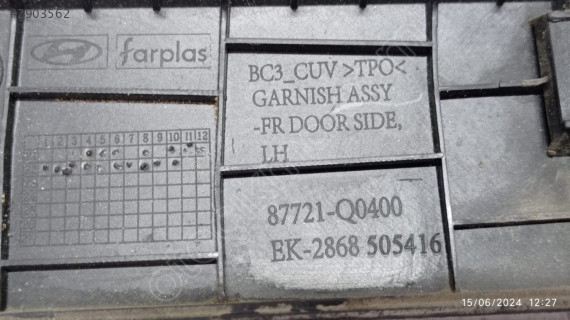 farplas
BC3_CUV >TPO<
GARNISH ASSY
-FR DOOR SIDE,
LH
1 2 3 4 5 6 7 8 9 10 11 12
87721-Q0400
EK-2868 505416
15/06/2024 12:27